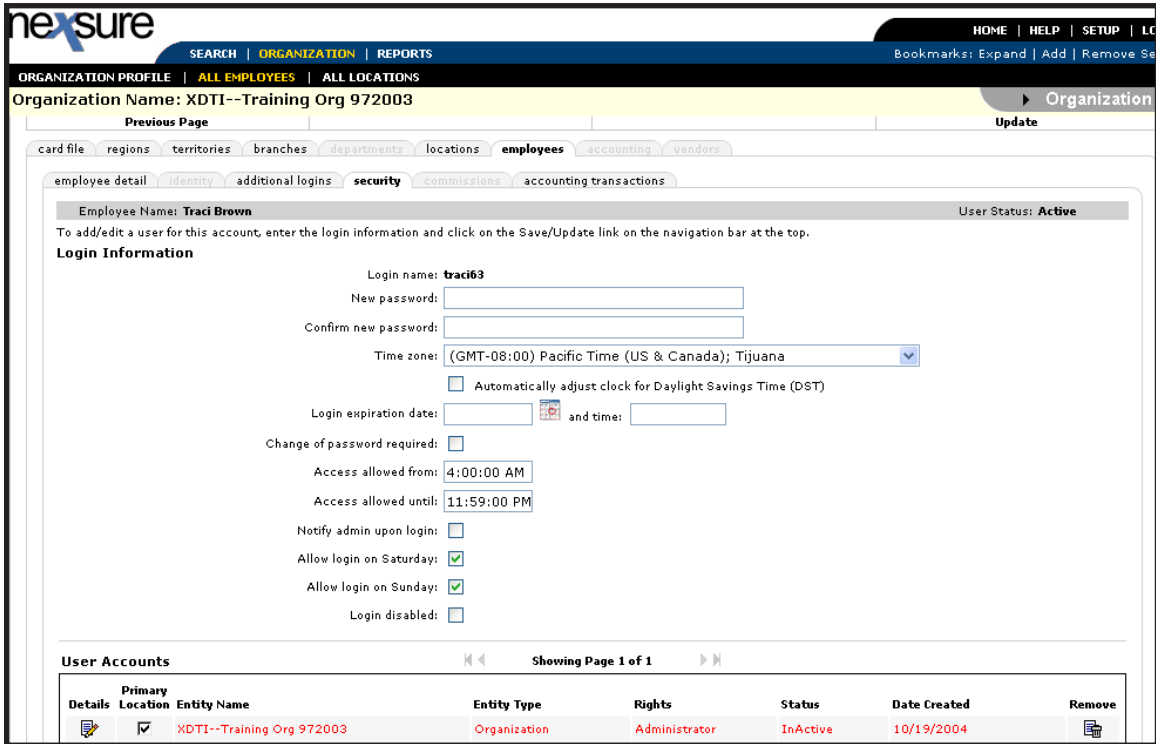 nexsure
HOME | HELP | SETUP |
SEARCH | ORGANIZATION | REPORTS
Bookmarks: Expand | Add | Remove Se
ORGANIZATION PROFILE | ALL EMPLOYEES | ALL LOCATIONS
Organization Name: XDTI--Training Org 972003
Organization
Previous Page Update
card file regions territories branches departments locations employees accounting vendors
employee detail identity additional logins security commissions accounting transactions
Employee Name: Traci Brown User Status: Active
To add/edit a user for this account, enter the login information and click on the Save/Update link on the navigation bar at the top.
Login Information
Login name: traci63
New password:
Confirm new password:
Time zone: (GMT-08:00) Pacific Time (US & Canada); Tijuana
Automatically adjust clock for Daylight Savings Time (DST)
Login expiration date: and time:
Change of password required:
Access allowed from: 4:00:00 AM
Access allowed until: 11:59:00 PM
Notify admin upon login:
Allow login on Saturday:
Allow login on Sunday:
Login disabled:
User Accounts Showing Page 1 of 1
Details Primary Location Entity Name Entity Type Rights Status Date Created Remove
XDTI--Training Org 972003 Organization Administrator InActive 10/19/2004